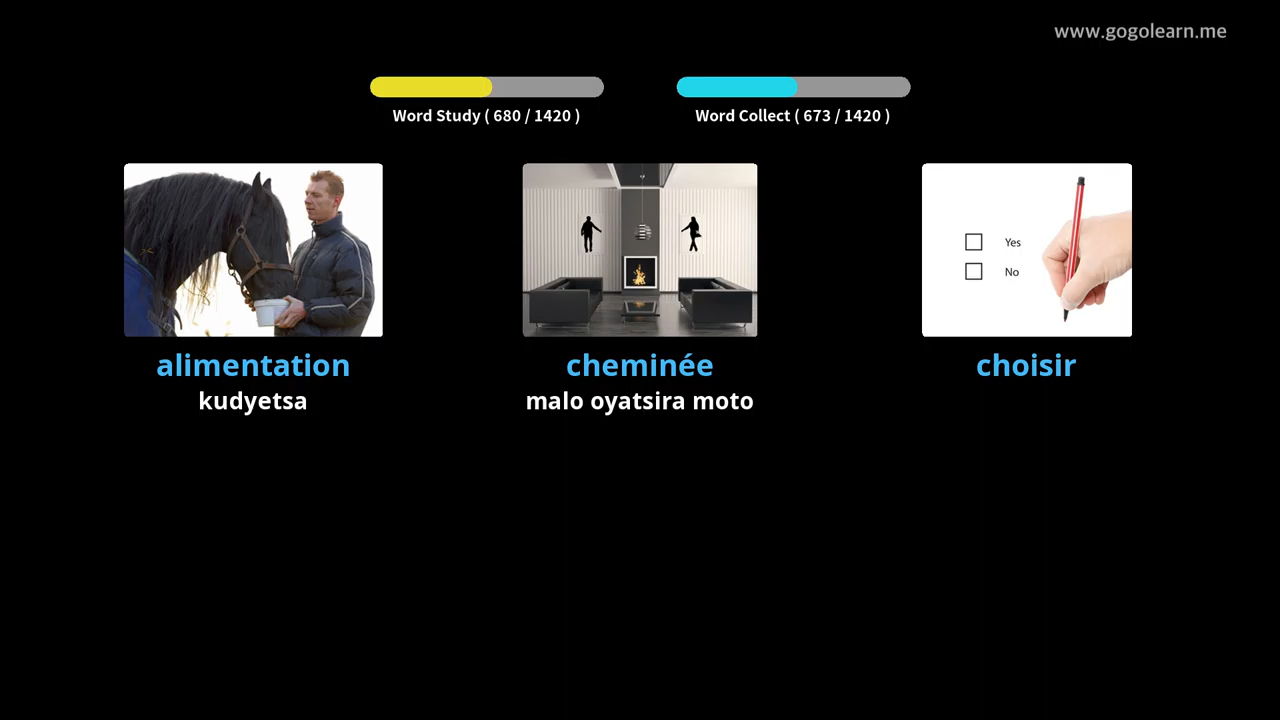 www.gogolearn.me
Word Study ( 680 / 1420 )
Word Collect ( 673 / 1420 )
Yes
No
alimentation
kudyetsa
cheminée
malo oyatsira moto
choisir